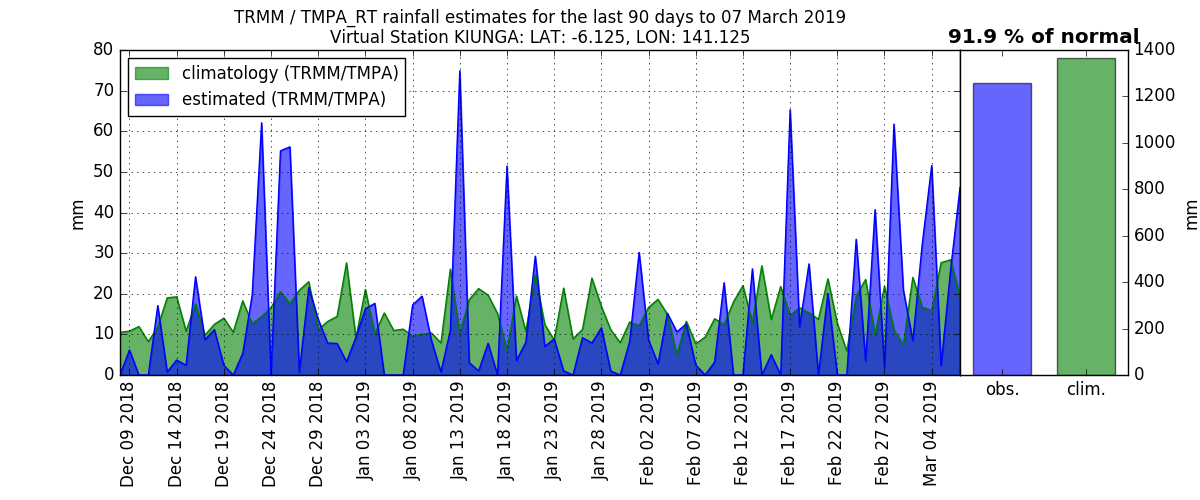 TRMM / TMPA_RT rainfall estimates for the last 90 days to 07 March 2019
Virtual Station KIUNGA: LAT: -6.125, LON: 141.125
91.9 % of normal
climatology (TRMM/TMPA)
estimated (TRMM/TMPA)
80
70
60
50
40
30
20
10
0
mm
1400
1200
1000
800
600
400
200
0
mm
Dec 09 2018
Dec 14 2018
Dec 19 2018
Dec 24 2018
Dec 29 2018
Jan 03 2019
Jan 08 2019
Jan 13 2019
Jan 18 2019
Jan 23 2019
Jan 28 2019
Feb 02 2019
Feb 07 2019
Feb 12 2019
Feb 17 2019
Feb 22 2019
Feb 27 2019
Mar 04 2019
obs.
clim.